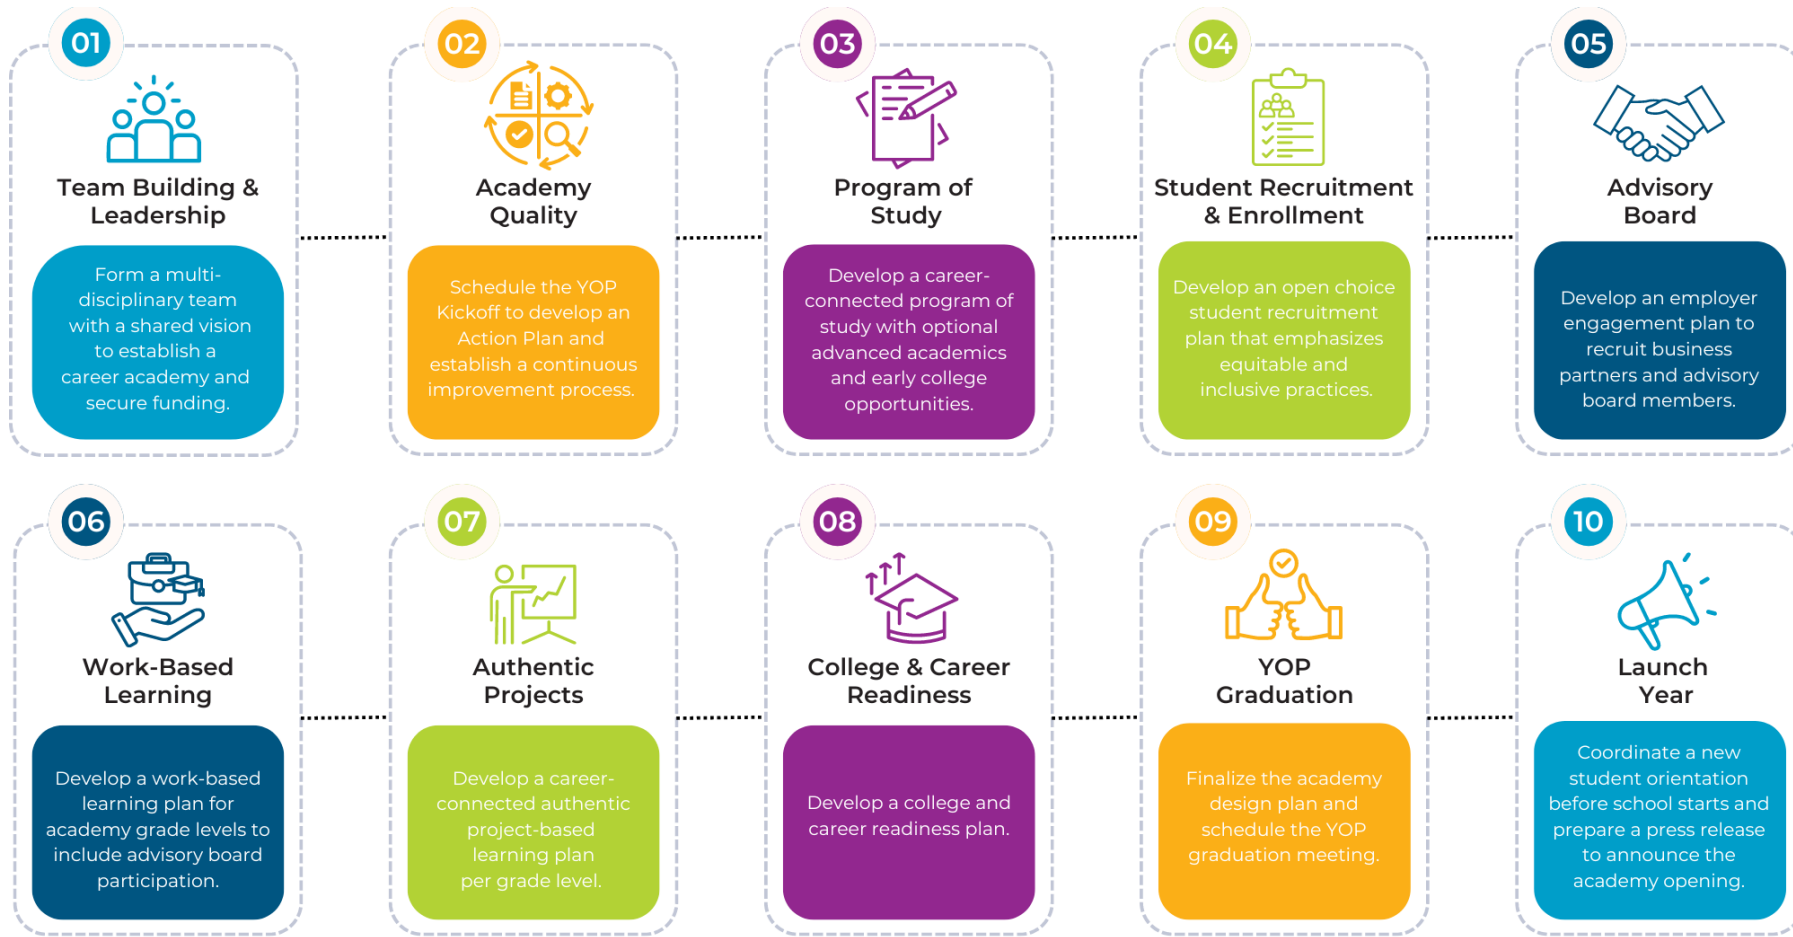 01
Team Building &
Leadership
Form a multi-
disciplinary team
with a shared vision
to establish a
career academy and
secure funding.
02
Academy
Quality
Schedule the YOP
Kickoff to develop an
Action Plan and
establish a continuous
improvement process.
03
Program of
Study
Develop a career-
connected program of
study with optional
advanced academics
and early college
opportunities.
04
Student Recruitment
& Enrollment
Develop an open choice
student recruitment
plan that emphasizes
equitable and
inclusive practices.
05
Advisory
Board
Develop an employer
engagement plan to
recruit business
partners and advisory
board members.
06
Work-Based
Learning
Develop a work-based
learning plan for
academy grade levels to
include advisory board
participation.
07
Authentic
Projects
Develop a career-
connected authentic
project-based
learning plan
per grade level.
08
College & Career
Readiness
Develop a college and
career readiness plan.
09
YOP
Graduation
Finalize the academy
design plan and
schedule the YOP
graduation meeting.
10
Launch
Year
Coordinate a new
student orientation
before school starts and
prepare a press release
to announce the
academy opening.